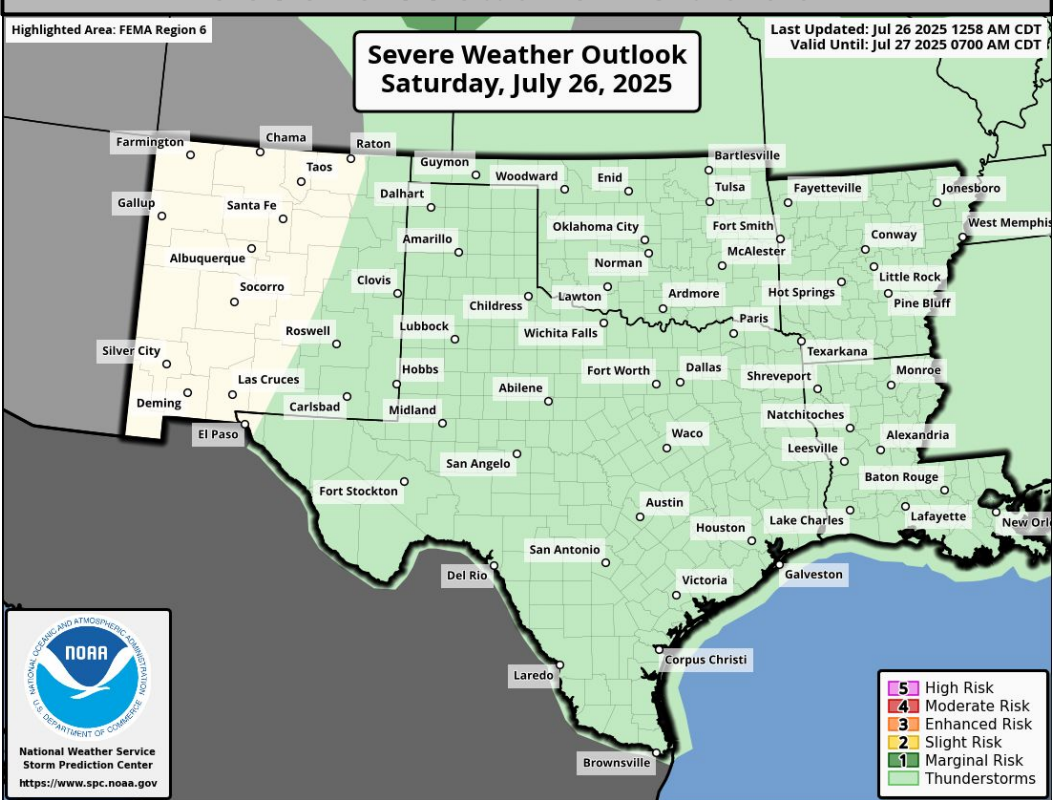 Highlighted Area: FEMA Region 6
Severe Weather Outlook
Saturday, July 26, 2025
Last Updated: Jul 26 2025 1258 AM CDT
Valid Until: Jul 27 2025 0700 AM CDT
Farmington
Chama
Raton
Taos
Guymon
Woodward
Enid
Bartlesville
Tulsa
Fayetteville
Jonesboro
Gallup
Santa Fe
Dalhart
Oklahoma City
Fort Smith
Conway
West Memphis
Albuquerque
Amarillo
Norman
McAlester
Little Rock
Socorro
Clovis
Childress
Lawton
Ardmore
Hot Springs
Pine Bluff
Roswell
Lubbock
Wichita Falls
Paris
Texarkana
Silver City
Las Cruces
Hobbs
Fort Worth
Dallas
Shreveport
Monroe
Deming
Carlsbad
Midland
Abilene
Natchitoches
El Paso
Waco
Leesville
Alexandria
San Angelo
Baton Rouge
Fort Stockton
Austin
Houston
Lake Charles
Lafayette
New Orl
San Antonio
Del Rio
Victoria
Galveston
Laredo
Corpus Christi
Brownsville
NATIONAL OCEANIC AND ATMOSPHERIC ADMINISTRATION
NOAA
U.S. DEPARTMENT OF COMMERCE
National Weather Service
Storm Prediction Center
https://www.spc.noaa.gov
5 High Risk
4 Moderate Risk
3 Enhanced Risk
2 Slight Risk
1 Marginal Risk
Thunderstorms